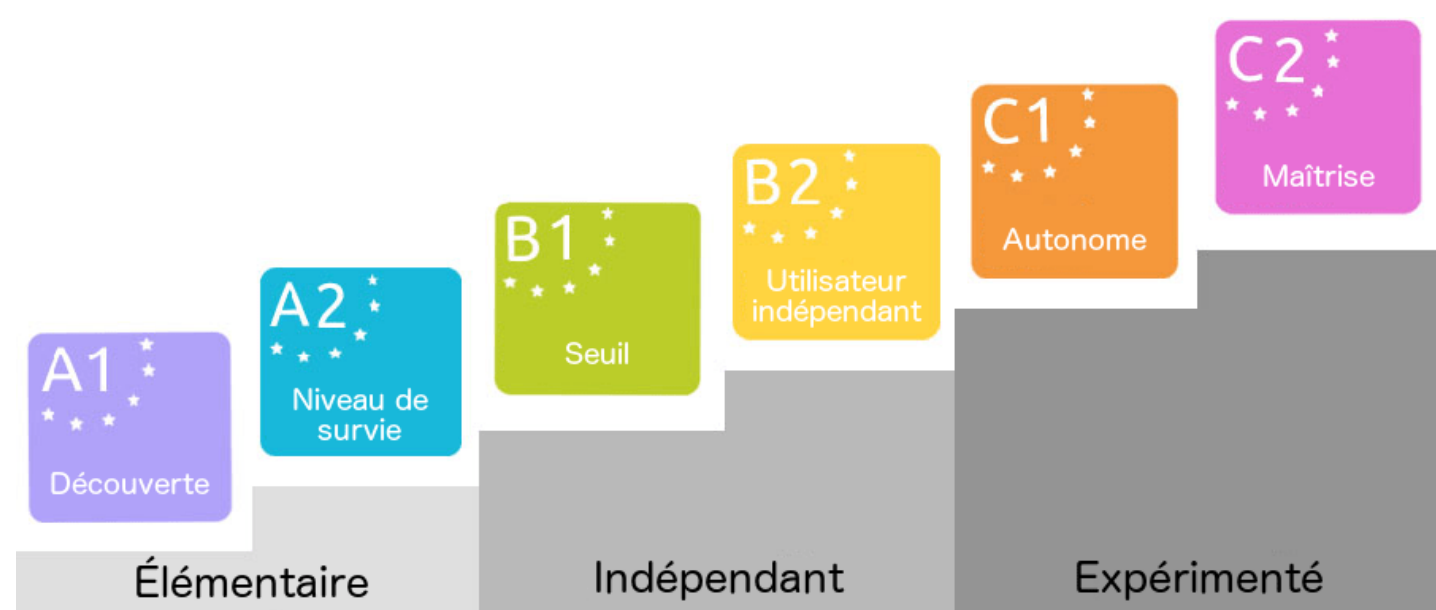 A1
Découverte
A2
Niveau de
survie
B1
Seuil
B2
Utilisateur
indépendant
C1
Autonome
C2
Maîtrise
Élémentaire
Indépendant
Expérimenté